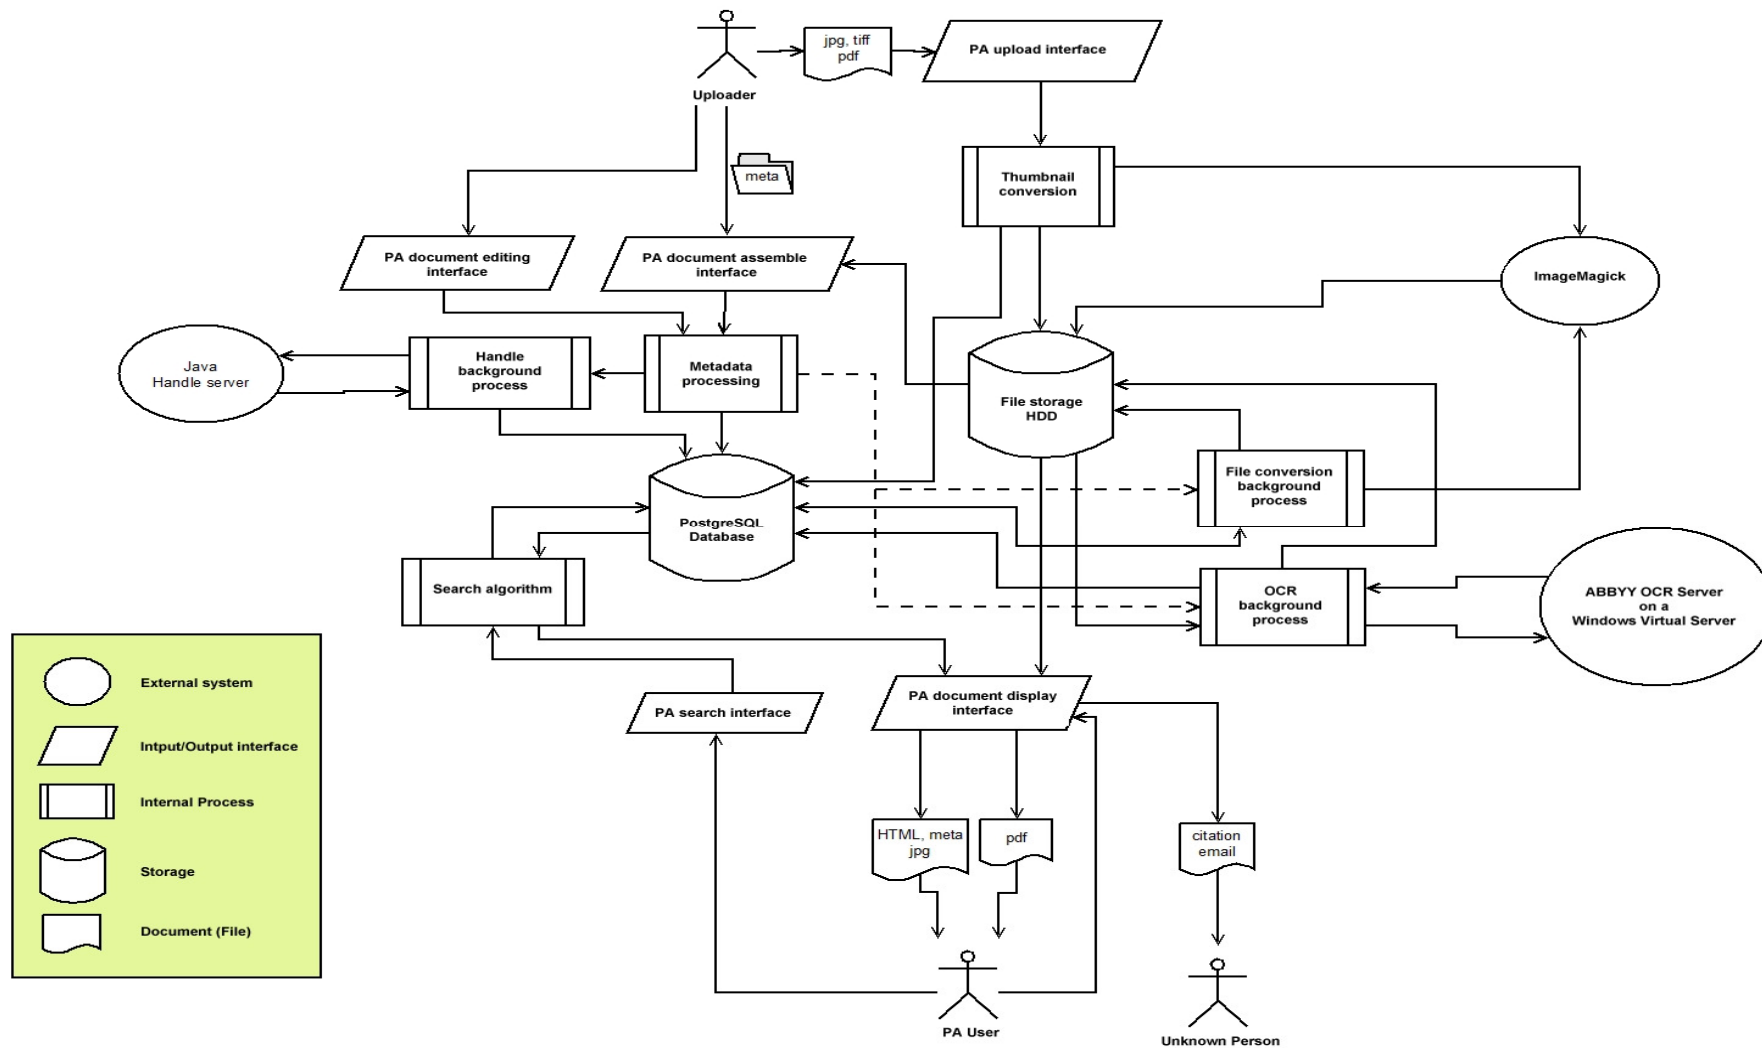 jpg, tiff
pdf
PA upload interface
Uploader
meta
Thumbnail
conversion
PA document editing
interface
PA document assemble
interface
ImageMagick
Java
Handle server
Handle
background
process
Metadata
processing
File storage
HDD
File conversion
background
process
PostgreSQL
Database
Search algorithm
OCR
background
process
ABBYY OCR Server
on a
Windows Virtual Server
External system
Intput/Output interface
Internal Process
Storage
Document (File)
PA search interface
PA document display
interface
HTML, meta
jpg
pdf
citation
email
PA User
Unknown Person